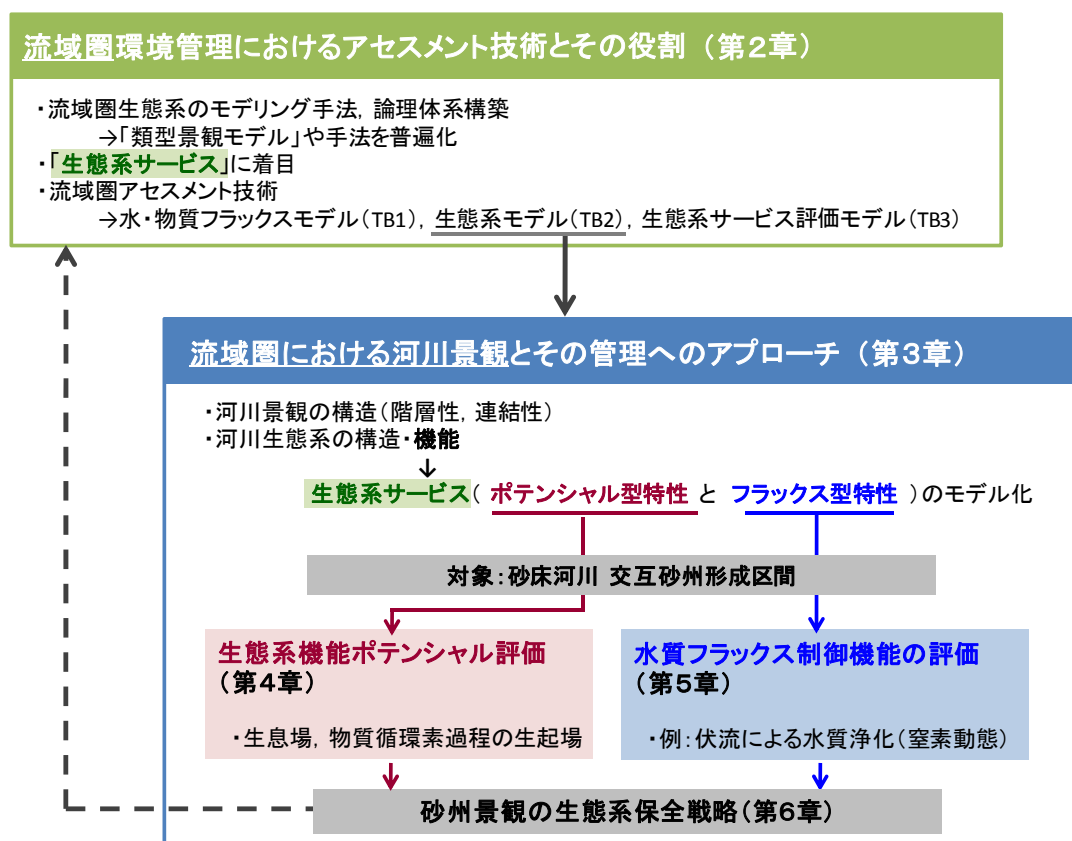 流域圏環境管理におけるアセスメント技術とその役割 (第2章)
・流域圏生態系のモデリング手法, 論理体系構築
→「類型景観モデル」や手法を普遍化
・「生態系サービス」に着目
・流域圏アセスメント技術
→水・物質フラックスモデル(TB1), 生態系モデル(TB2), 生態系サービス評価モデル(TB3)
流域圏における河川景観とその管理へのアプローチ (第3章)
・河川景観の構造(階層性, 連結性)
・河川生態系の構造・機能
↓
生態系サービス( ポテンシャル型特性 と フラックス型特性 )のモデル化
対象:砂床河川 交互砂州形成区間
生態系機能ポテンシャル評価
(第4章)
・生息場, 物質循環素過程の生起場
水質フラックス制御機能の評価
(第5章)
・例:伏流による水質浄化(窒素動態)
砂州景観の生態系保全戦略(第6章)